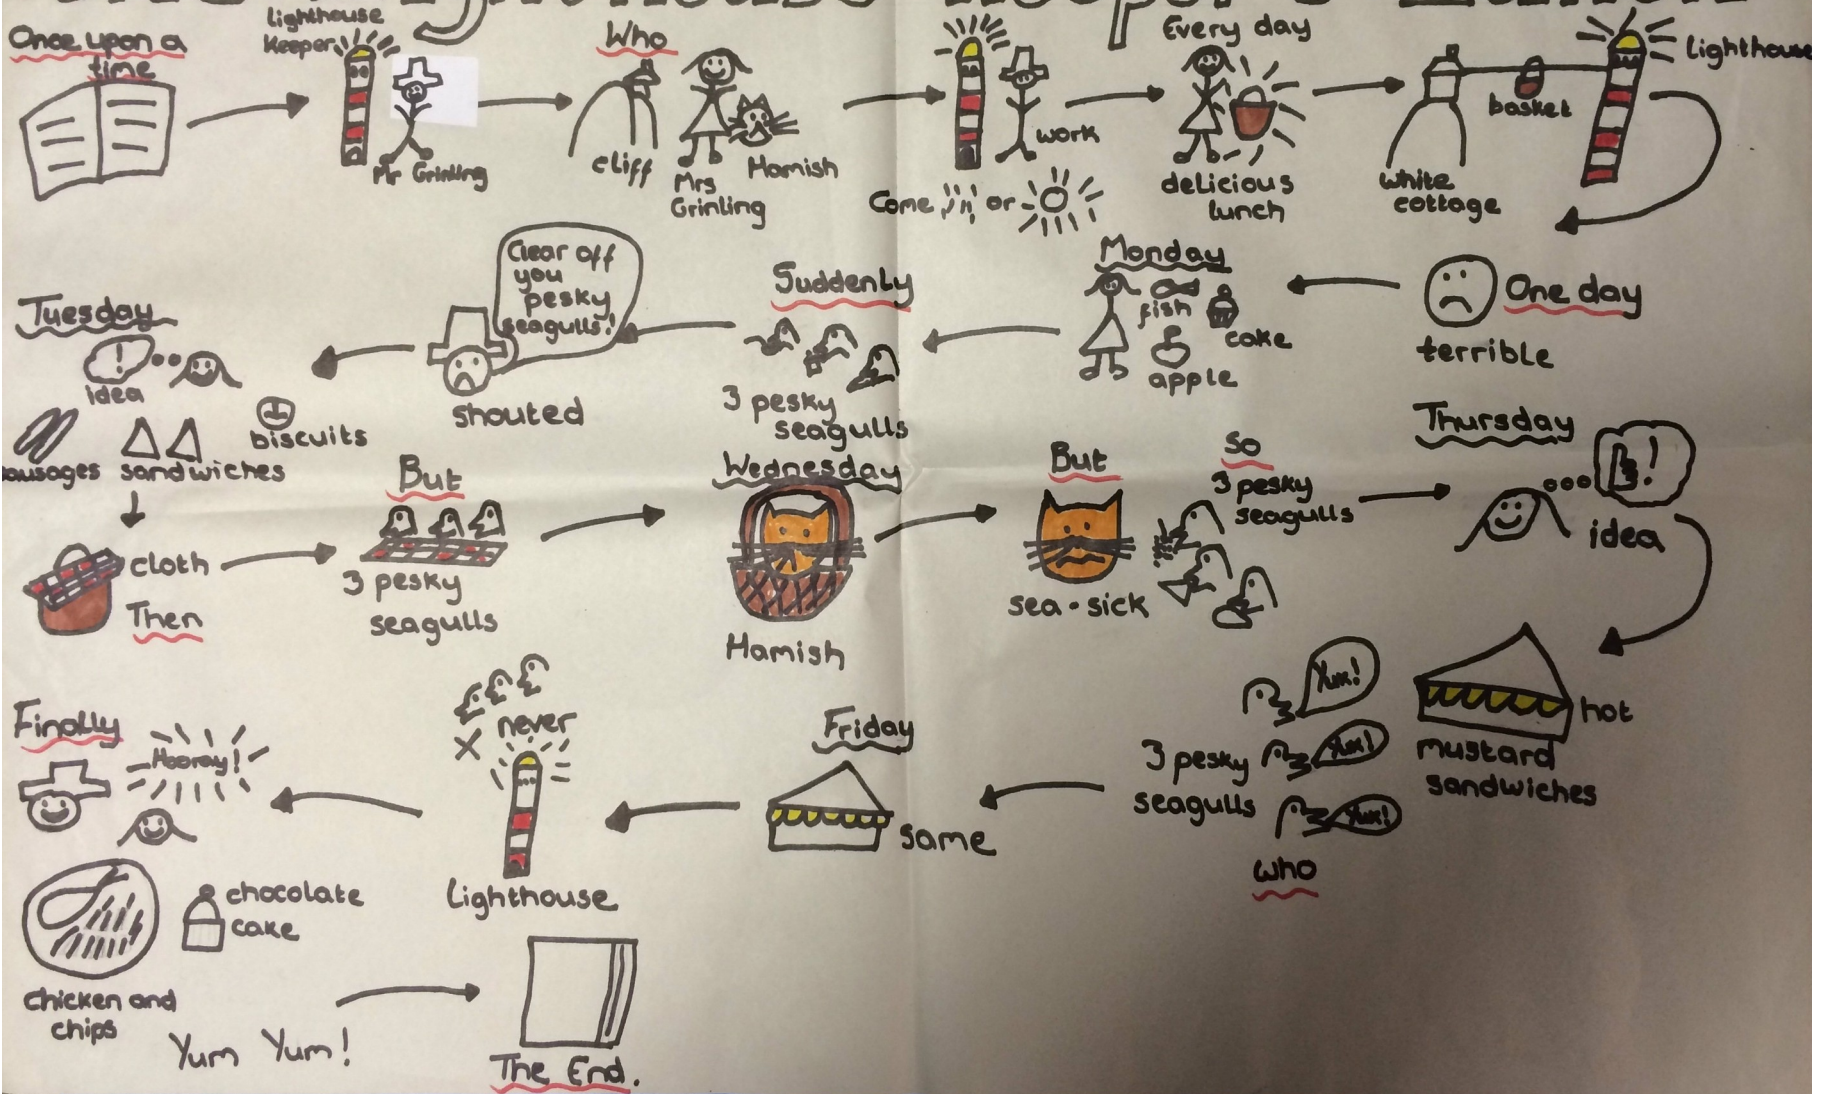 Once upon a
time
Lighthouse
Keeper
Mr Grinling
Who
cliff
Mrs
Grinling
Hamish
work
Come or
Every day
delicious
lunch
white
cottage
basket
Lighthouse
One day
terrible
Monday
fish
cake
apple
Suddenly
3 pesky
seagulls
Clear off
you
pesky
seagulls!
shouted
Tuesday
!
idea
biscuits
sausages sandwiches
cloth
Then
But
3 pesky
seagulls
Wednesday
Hamish
But
sea-sick
So
3 pesky
seagulls
Thursday
!
idea
hot
mustard
sandwiches
Yum!
Yum!
Yum!
3 pesky
seagulls
who
Friday
same
never
Lighthouse
Finally
Hooray!
chocolate
cake
chicken and
chips
Yum Yum!
The End.